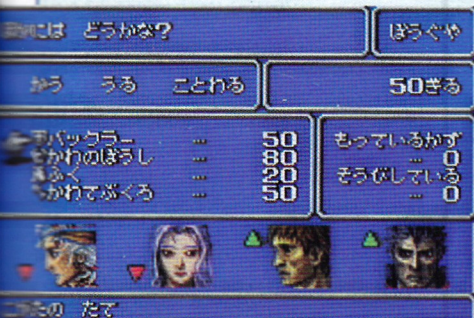 には どうかな?
ぼうぐや
かう うる ことわる
50ぎる
バックラー … 50
かわのぼうし … 80
ふく … 20
かわてぶくろ … 50
もっているかず
… 0
そうびしている
… 0
の たて